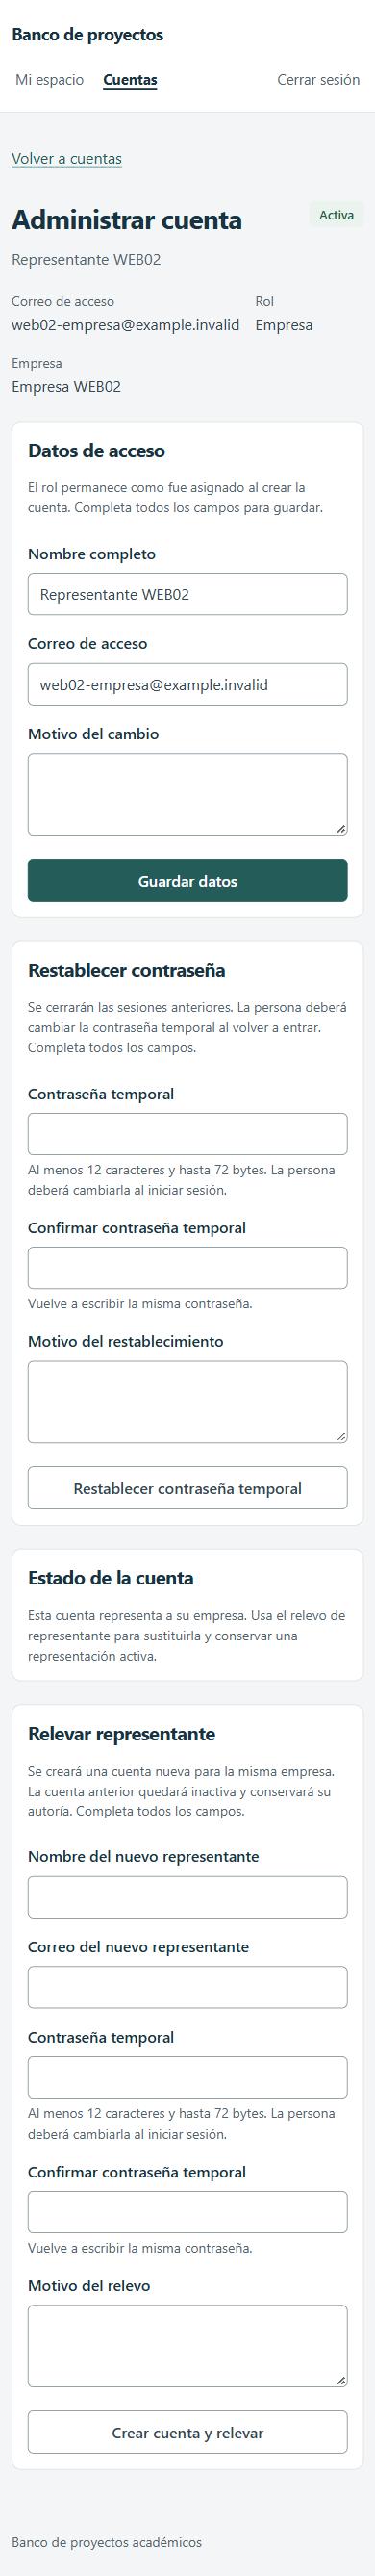 Banco de proyectos
Mi espacio Cuentas Cerrar sesión
Volver a cuentas
Administrar cuenta Activa
Representante WEB02
Correo de acceso Rol
web02-empresa@example.invalid Empresa
Empresa
Empresa WEB02
Datos de acceso
El rol permanece como fue asignado al crear la
cuenta. Completa todos los campos para guardar.
Nombre completo
Representante WEB02
Correo de acceso
web02-empresa@example.invalid
Motivo del cambio
Guardar datos
Restablecer contraseña
Se cerrarán las sesiones anteriores. La persona deberá
cambiar la contraseña temporal al volver a entrar.
Completa todos los campos.
Contraseña temporal
Al menos 12 caracteres y hasta 72 bytes. La persona
deberá cambiarla al iniciar sesión.
Confirmar contraseña temporal
Vuelve a escribir la misma contraseña.
Motivo del restablecimiento
Restablecer contraseña temporal
Estado de la cuenta
Esta cuenta representa a su empresa. Usa el relevo de
representante para sustituirla y conservar una
representación activa.
Relevar representante
Se creará una cuenta nueva para la misma empresa.
La cuenta anterior quedará inactiva y conservará su
autoría. Completa todos los campos.
Nombre del nuevo representante
Correo del nuevo representante
Contraseña temporal
Al menos 12 caracteres y hasta 72 bytes. La persona
deberá cambiarla al iniciar sesión.
Confirmar contraseña temporal
Vuelve a escribir la misma contraseña.
Motivo del relevo
Crear cuenta y relevar
Banco de proyectos académicos